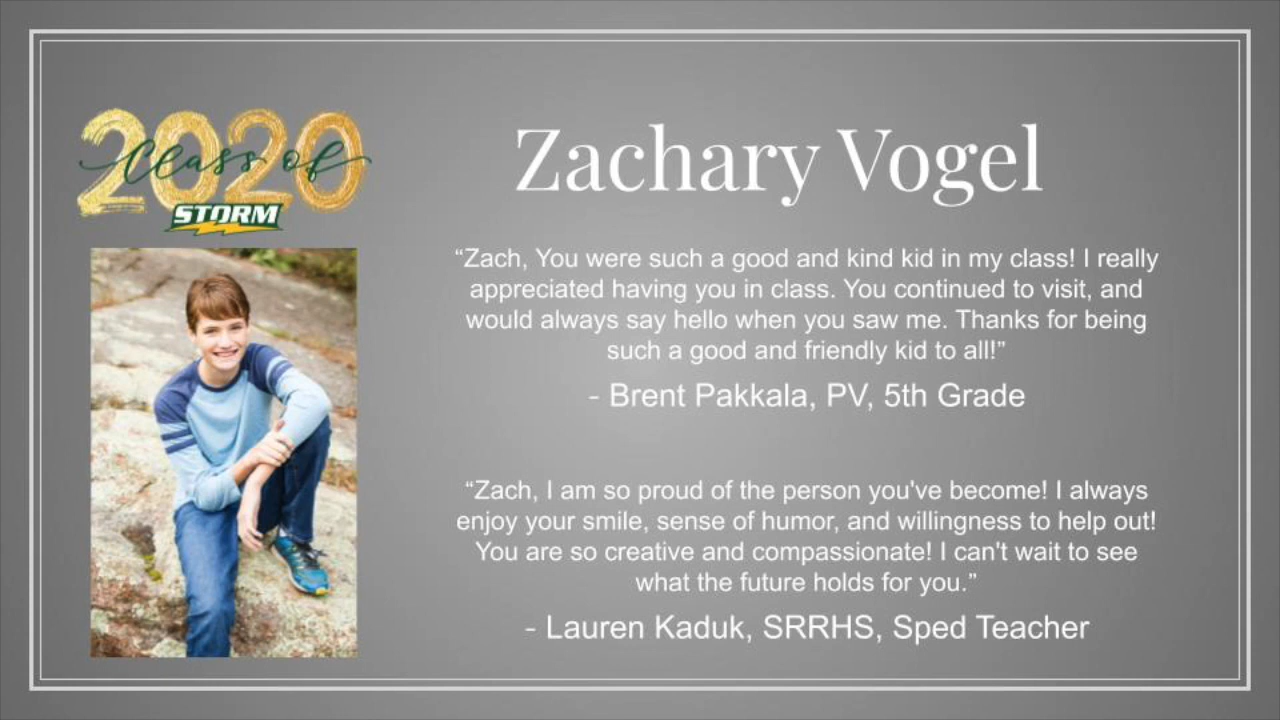 2020
Class of
STORM
Zachary Vogel
“Zach, You were such a good and kind kid in my class! I really
appreciated having you in class. You continued to visit, and
would always say hello when you saw me. Thanks for being
such a good and friendly kid to all!”
- Brent Pakkala, PV, 5th Grade
“Zach, I am so proud of the person you've become! I always
enjoy your smile, sense of humor, and willingness to help out!
You are so creative and compassionate! I can't wait to see
what the future holds for you.”
- Lauren Kaduk, SRRHS, Sped Teacher